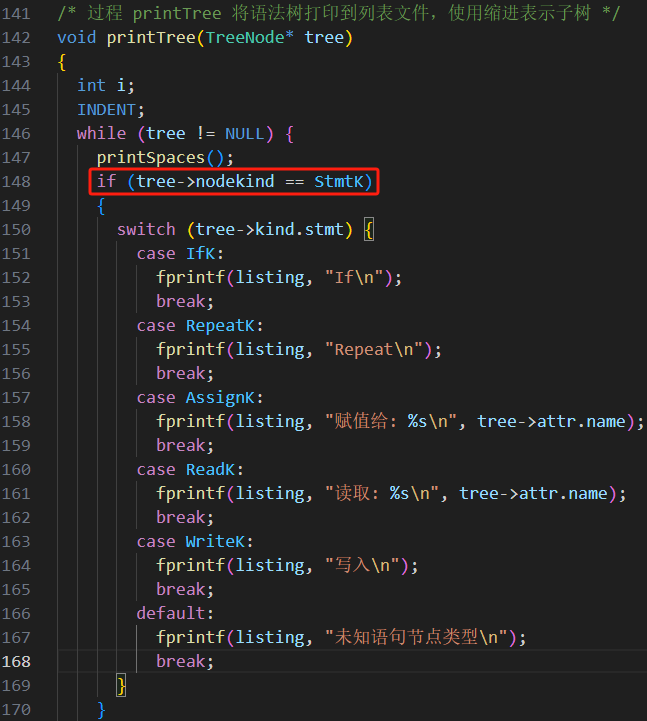 141 /* 过程 printTree 将语法树打印到列表文件，使用缩进表示子树 */
142 void printTree(TreeNode* tree)
143 {
144   int i;
145   INDENT;
146   while (tree != NULL) {
147     printSpaces();
148     if (tree->nodekind == StmtK)
149     {
150       switch (tree->kind.stmt) {
151         case IfK:
152           fprintf(listing, "If\n");
153           break;
154         case RepeatK:
155           fprintf(listing, "Repeat\n");
156           break;
157         case AssignK:
158           fprintf(listing, "赋值给: %s\n", tree->attr.name);
159           break;
160         case ReadK:
161           fprintf(listing, "读取: %s\n", tree->attr.name);
162           break;
163         case WriteK:
164           fprintf(listing, "写入\n");
165           break;
166         default:
167           fprintf(listing, "未知语句节点类型\n");
168           break;
169       }
170     }